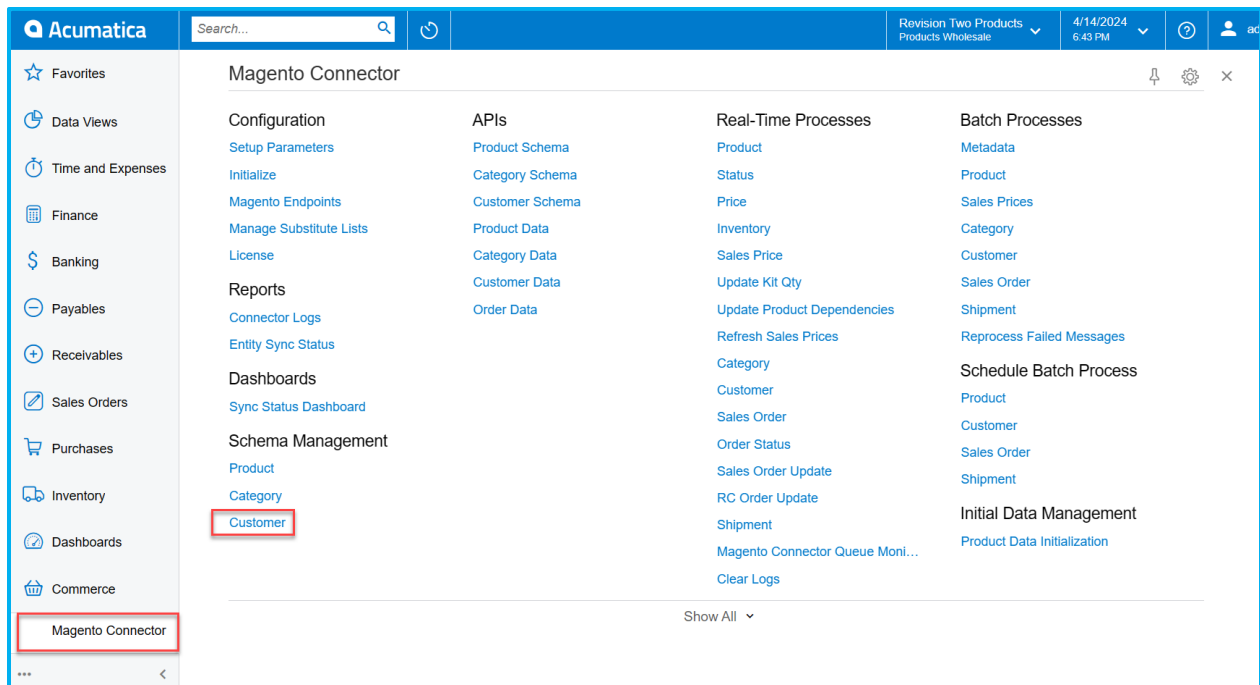 Acumatica
Search...
Revision Two Products
Products Wholesale
4/14/2024
6:43 PM
?
ad
Favorites
Data Views
Time and Expenses
Finance
Banking
Payables
Receivables
Sales Orders
Purchases
Inventory
Dashboards
Commerce
Magento Connector
Magento Connector
Configuration
Setup Parameters
Initialize
Magento Endpoints
Manage Substitute Lists
License
Reports
Connector Logs
Entity Sync Status
Dashboards
Sync Status Dashboard
Schema Management
Product
Category
Customer
APIs
Product Schema
Category Schema
Customer Schema
Product Data
Category Data
Customer Data
Order Data
Real-Time Processes
Product
Status
Price
Inventory
Sales Price
Update Kit Qty
Update Product Dependencies
Refresh Sales Prices
Category
Customer
Sales Order
Order Status
Sales Order Update
RC Order Update
Shipment
Magento Connector Queue Moni...
Clear Logs
Batch Processes
Metadata
Product
Sales Prices
Category
Customer
Sales Order
Shipment
Reprocess Failed Messages
Schedule Batch Process
Product
Customer
Sales Order
Shipment
Initial Data Management
Product Data Initialization
Show All